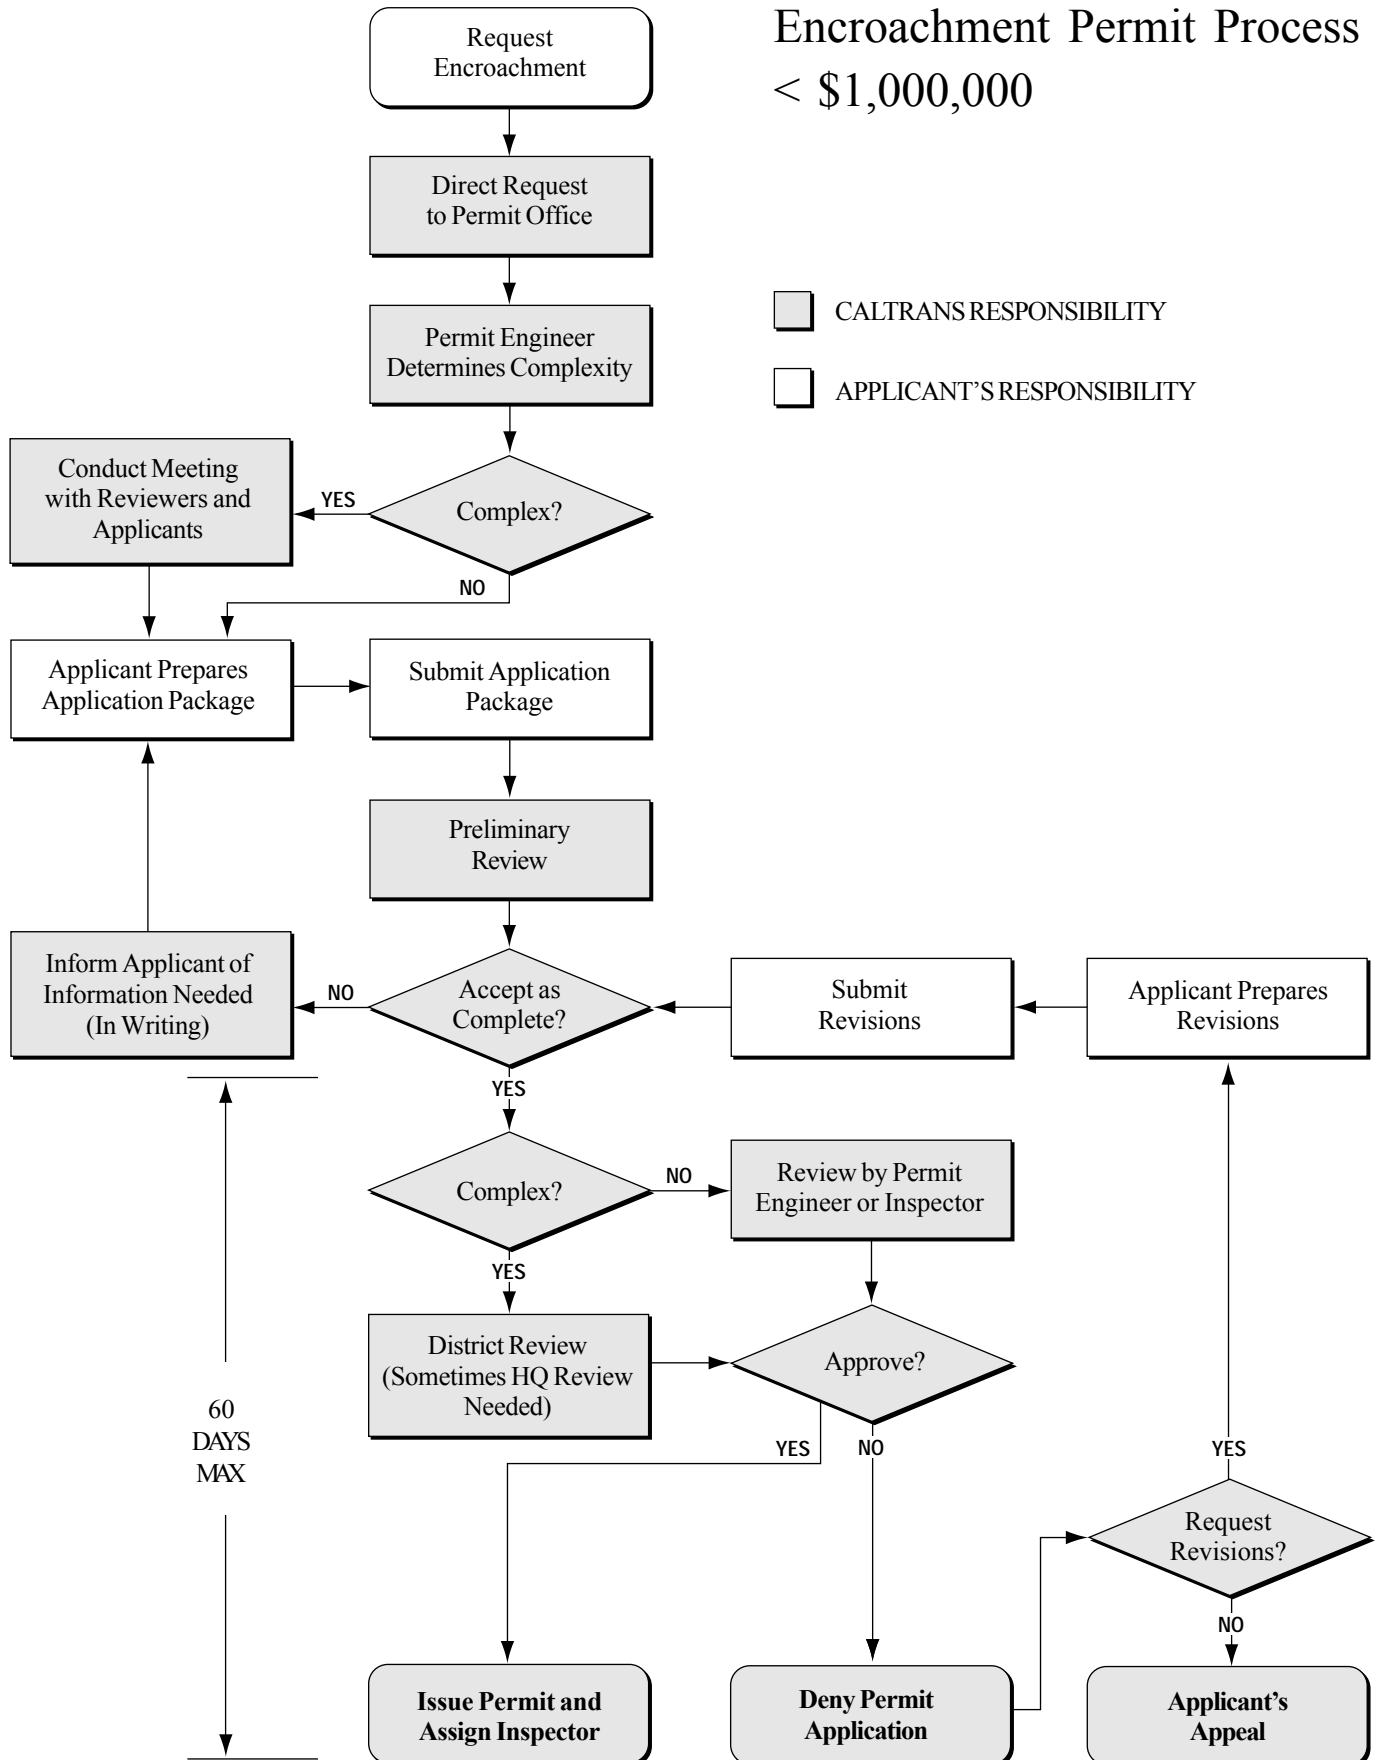 Encroachment Permit Process
< $1,000,000
Request
Encroachment
Direct Request
to Permit Office
CALTRANS RESPONSIBILITY
Permit Engineer
Determines Complexity
APPLICANT'S RESPONSIBILITY
Conduct Meeting
with Reviewers and
Applicants
YES
Complex?
NO
Applicant Prepares
Application Package
Submit Application
Package
Preliminary
Review
Inform Applicant of
Information Needed
(In Writing)
NO
Accept as
Complete?
Submit
Revisions
Applicant Prepares
Revisions
YES
Complex?
NO
Review by Permit
Engineer or Inspector
YES
District Review
(Sometimes HQ Review
Needed)
Approve?
60
DAYS
MAX
YES
NO
YES
Request
Revisions?
NO
Issue Permit and
Assign Inspector
Deny Permit
Application
Applicant's
Appeal